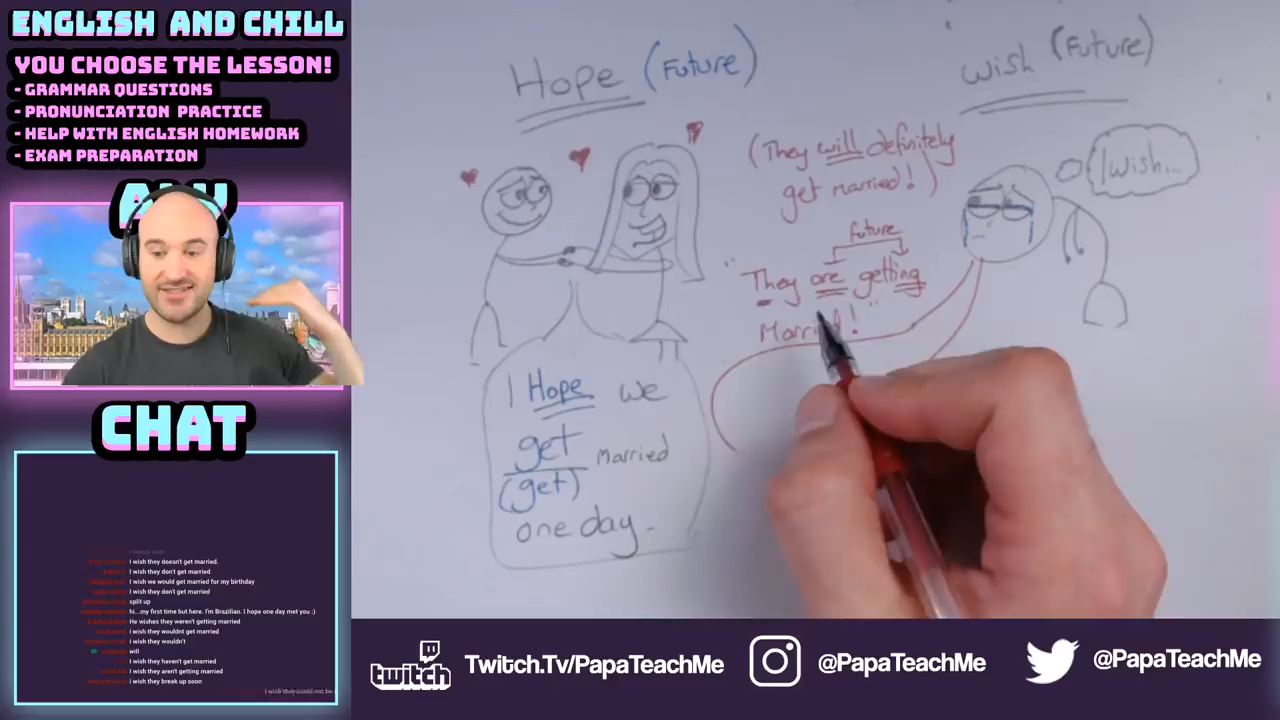 ENGLISH AND CHILL
YOU CHOOSE THE LESSON!
- GRAMMAR QUESTIONS
- PRONUNCIATION PRACTICE
- HELP WITH ENGLISH HOMEWORK
- EXAM PREPARATION
CHAT
I wish they doesn't get married.
I wish they don't get married
I wish we would get married for my birthday
I wish they don't get married
split up
hi...my first time but here. I'm Brazilian. I hope one day met you :)
He wishes they weren't getting married
i wish they wouldnt get married
i wish they wouldn't
will
I wish they haven't got married
I wish they aren't getting married
i wish they break up soon
Hope (Future)
Wish (Future)
(They will definitely
get married!)
I wish...
future
"They are getting
Married!"
I Hope we
get married
(get)
one day.
twitch
Twitch.Tv/PapaTeachMe
@PapaTeachMe
@PapaTeachMe